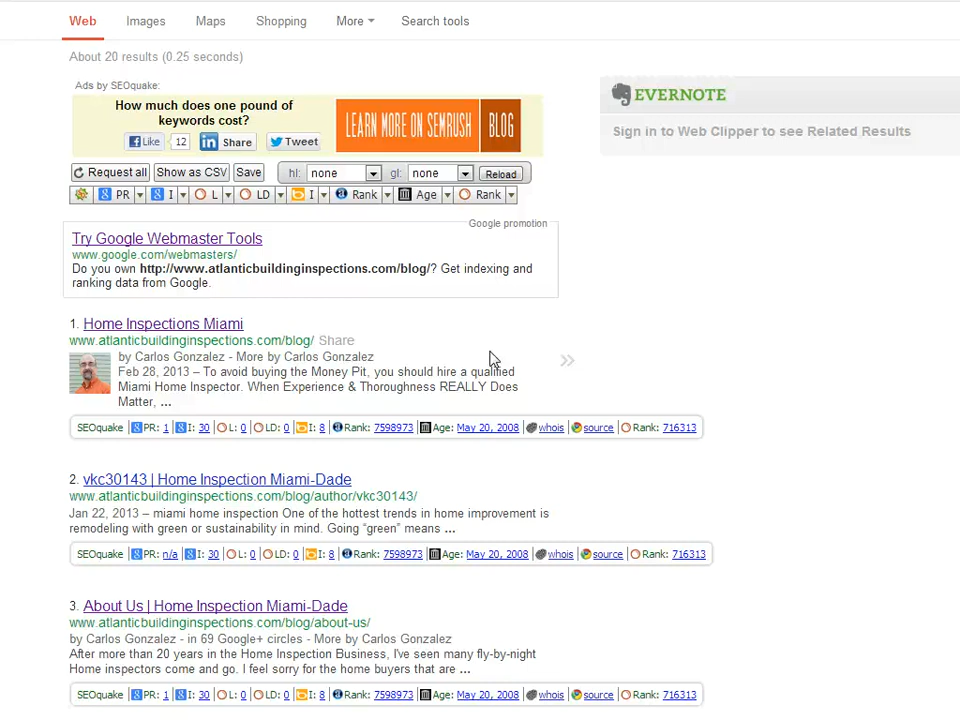 Web Images Maps Shopping More Search tools
About 20 results (0.25 seconds)
Ads by SEOquake:
How much does one pound of
keywords cost?
Like 12 Share Tweet
LEARN MORE ON SEMRUSH BLOG
EVERNOTE
Sign in to Web Clipper to see Related Results
Request all Show as CSV Save hl: none gl: none Reload
PR I L LD I Rank Age Rank
Google promotion
Try Google Webmaster Tools
www.google.com/webmasters/
Do you own http://www.atlanticbuildinginspections.com/blog/? Get indexing and
ranking data from Google.
1. Home Inspections Miami
www.atlanticbuildinginspections.com/blog/ Share
by Carlos Gonzalez - More by Carlos Gonzalez
Feb 28, 2013 – To avoid buying the Money Pit, you should hire a qualified
Miami Home Inspector. When Experience & Thoroughness REALLY Does
Matter, ...
SEOquake PR: 1 I: 30 L: 0 LD: 0 I: 8 Rank: 7598973 Age: May 20, 2008 whois source Rank: 716313
2. vkc30143 | Home Inspection Miami-Dade
www.atlanticbuildinginspections.com/blog/author/vkc30143/
Jan 22, 2013 – miami home inspection One of the hottest trends in home improvement is
remodeling with green or sustainability in mind. Going “green” means ...
SEOquake PR: n/a I: 30 L: 0 LD: 0 I: 8 Rank: 7598973 Age: May 20, 2008 whois source Rank: 716313
3. About Us | Home Inspection Miami-Dade
www.atlanticbuildinginspections.com/blog/about-us/
by Carlos Gonzalez - in 69 Google+ circles - More by Carlos Gonzalez
After more than 20 years in the Home Inspection Business, I've seen many fly-by-night
Home inspectors come and go. I feel sorry for the home buyers that are ...
SEOquake PR: 1 I: 30 L: 0 LD: 0 I: 8 Rank: 7598973 Age: May 20, 2008 whois source Rank: 716313